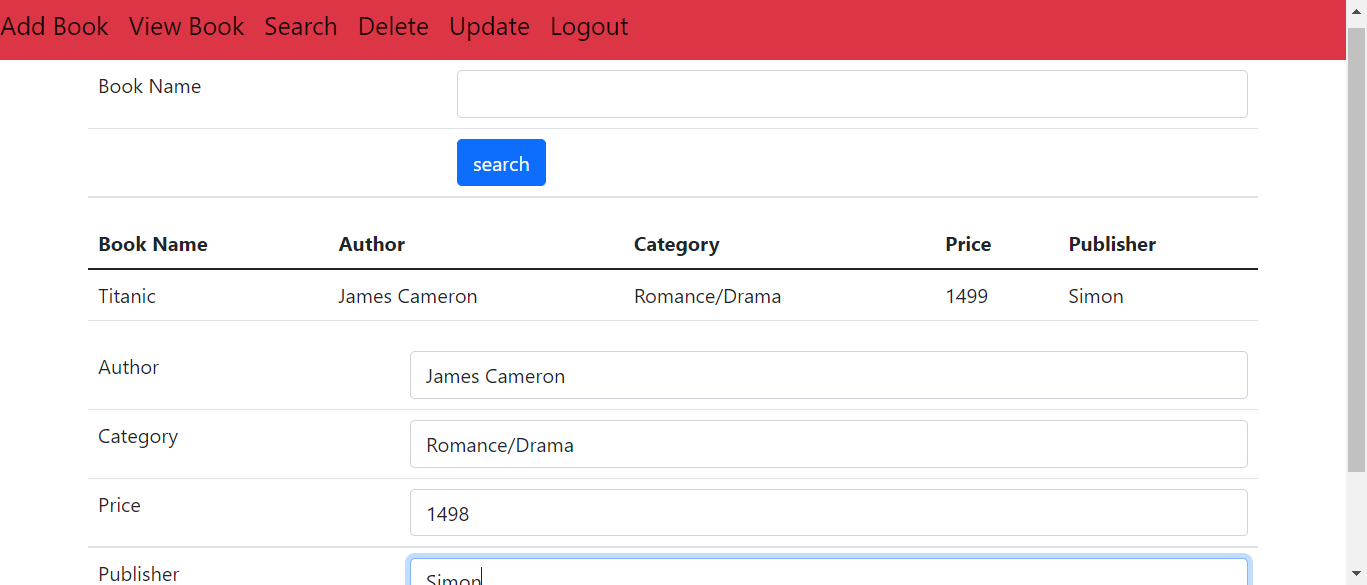 Add Book View Book Search Delete Update Logout
Book Name
search
Book Name Author Category Price Publisher
Titanic James Cameron Romance/Drama 1499 Simon
Author James Cameron
Category Romance/Drama
Price 1498
Publisher Simon